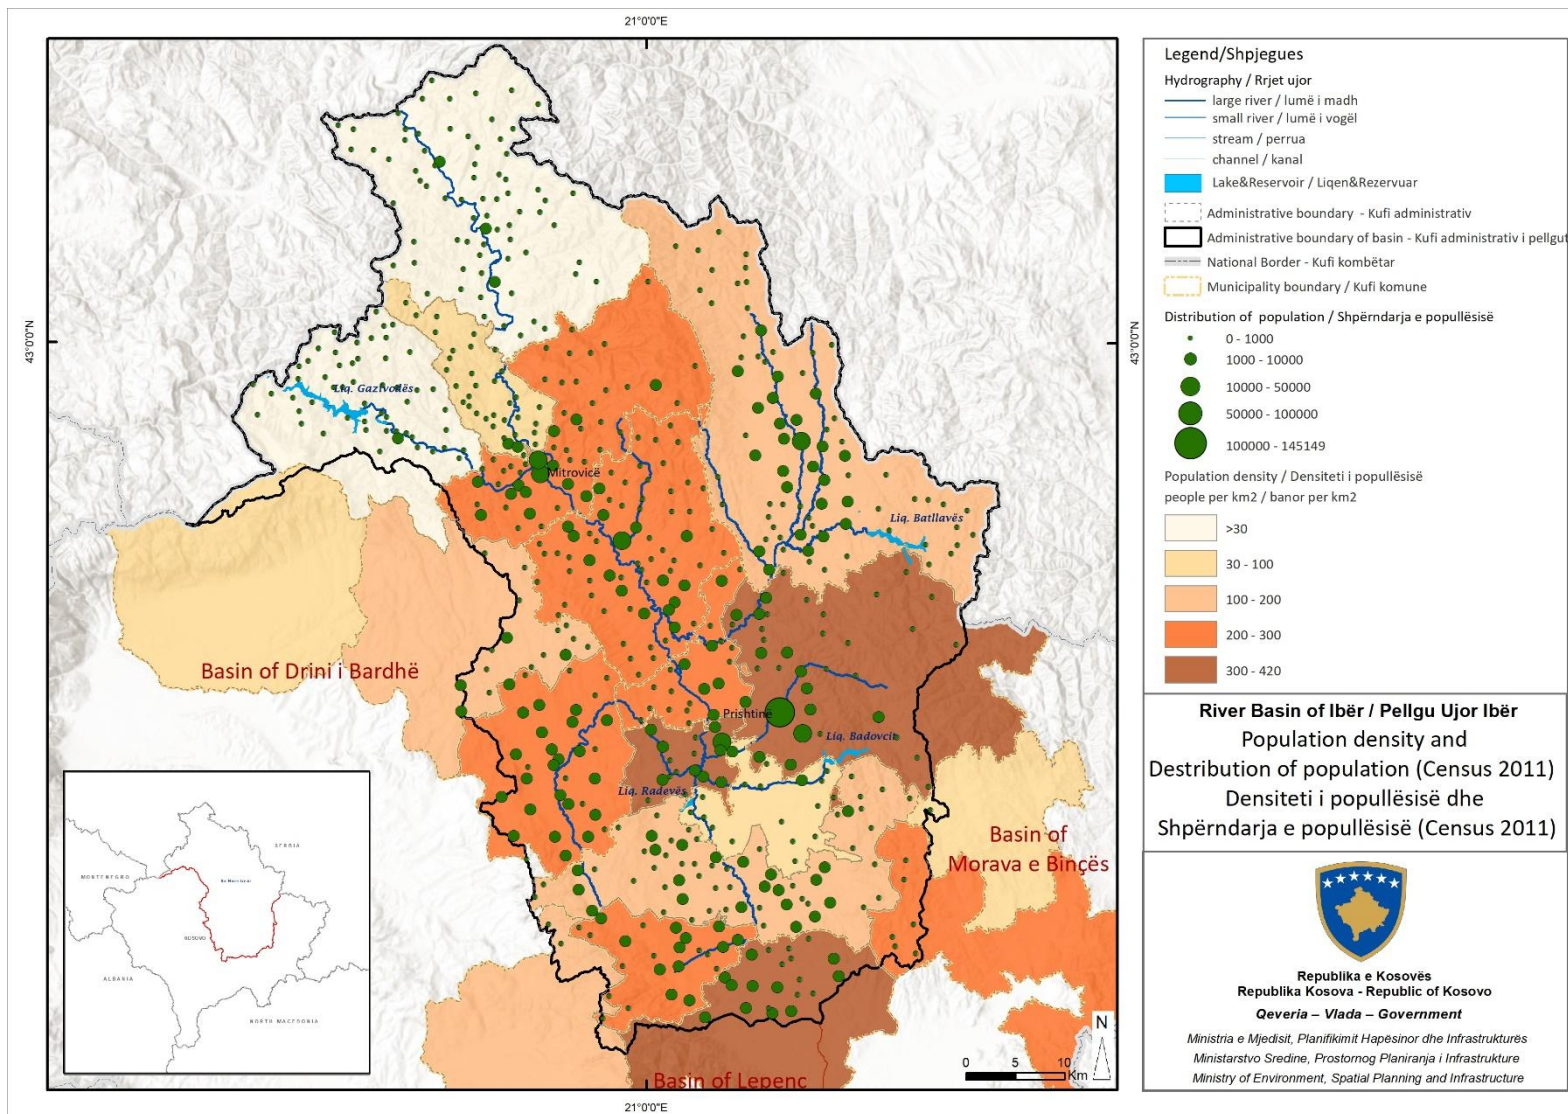 21°0'0"E
43°0'0"N
43°0'0"N
Liq. Gazivodës
Mitrovicë
Liq. Batllavës
Basin of Drini i Bardhë
Prishtinë
Liq. Badovcit
Liq. Radevës
Basin of
Morava e Binçës
Basin of Lepenc
SERBIA
MONTENEGRO
KOSOVO
ALBANIA
NORTH MACEDONIA
N
0 5 10
Km
21°0'0"E
Legend/Shpjegues
Hydrography / Rrjet ujor
large river / lumë i madh
small river / lumë i vogël
stream / perrua
channel / kanal
Lake&Reservoir / Liqen&Rezervuar
Administrative boundary - Kufi administrativ
Administrative boundary of basin - Kufi administrativ i pellgut
National Border - Kufi kombëtar
Municipality boundary / Kufi komune
Distribution of population / Shpërndarja e popullësisë
0 - 1000
1000 - 10000
10000 - 50000
50000 - 100000
100000 - 145149
Population density / Densiteti i popullësisë
people per km2 / banor per km2
>30
30 - 100
100 - 200
200 - 300
300 - 420
River Basin of Ibër / Pellgu Ujor Ibër
Population density and
Destribution of population (Census 2011)
Densiteti i popullësisë dhe
Shpërndarja e popullësisë (Census 2011)
Republika e Kosovës
Republika Kosova - Republic of Kosovo
Qeveria – Vlada – Government
Ministria e Mjedisit, Planifikimit Hapësinor dhe Infrastrukturës
Ministarstvo Sredine, Prostornog Planiranja i Infrastrukture
Ministry of Environment, Spatial Planning and Infrastructure